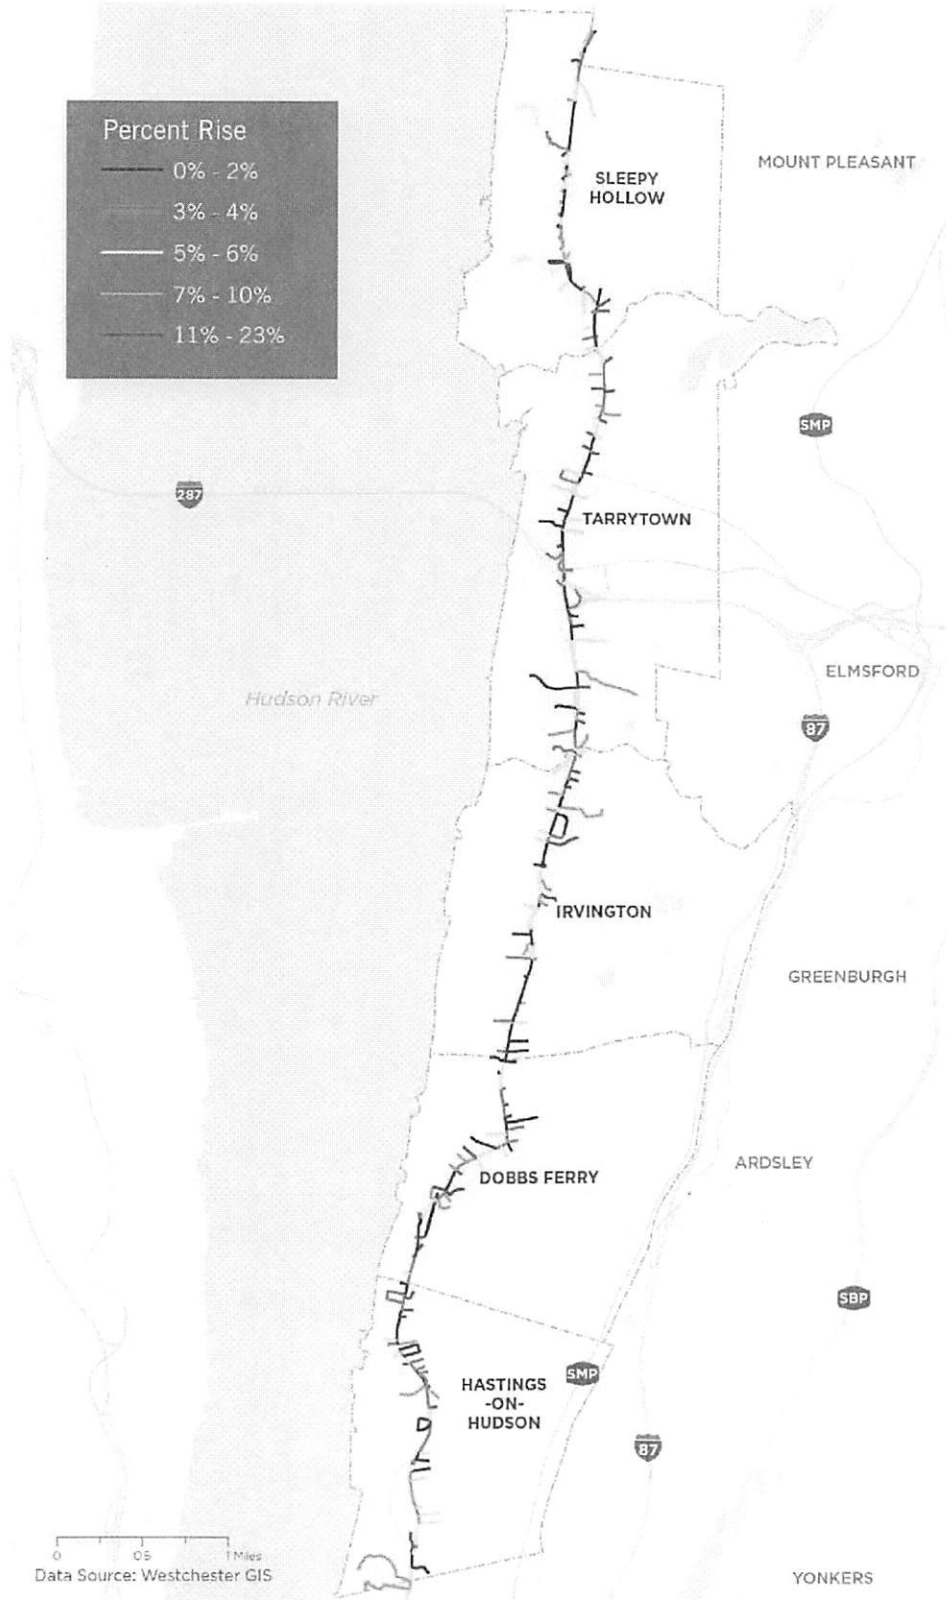 Percent Rise
0% - 2%
3% - 4%
5% - 6%
7% - 10%
11% - 23%
MOUNT PLEASANT
SLEEPY
HOLLOW
SMP
287
TARRYTOWN
ELMSFORD
Hudson River
87
IRVINGTON
GREENBURGH
ARDSLEY
DOBBS FERRY
SBP
SMP
HASTINGS
-ON-
HUDSON
87
0 0.5 1 Miles
Data Source: Westchester GIS
YONKERS